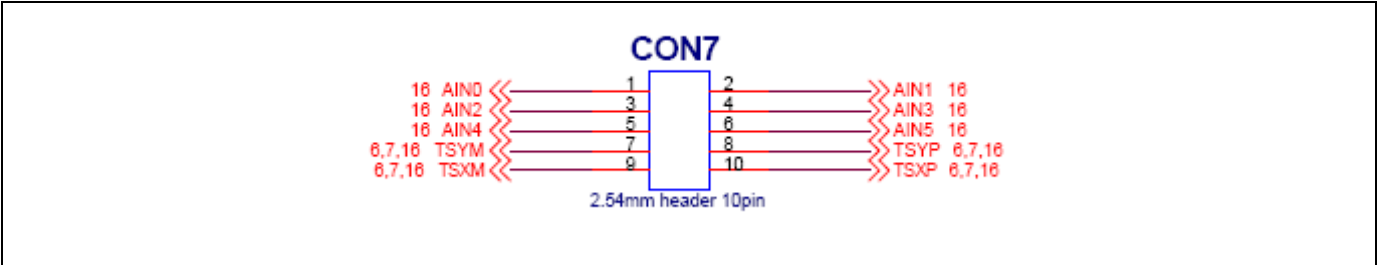 CON7
16 AIN0 1 2 AIN1 16
16 AIN2 3 4 AIN3 16
16 AIN4 5 6 AIN5 16
6,7,16 TSYM 7 8 TSYP 6,7,16
6,7,16 TSXM 9 10 TSXP 6,7,16
2.54mm header 10pin